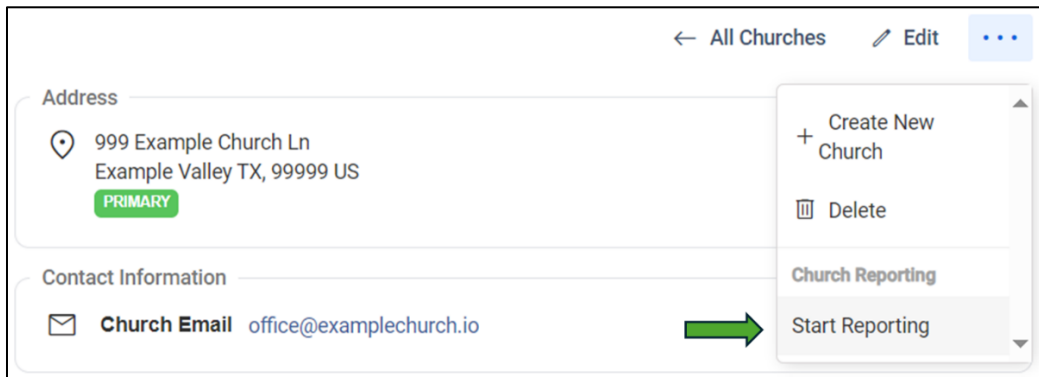 ← All Churches Edit ...
Address
999 Example Church Ln
Example Valley TX, 99999 US
PRIMARY
+ Create New
Church
Delete
Contact Information
Church Reporting
Church Email office@examplechurch.io
Start Reporting